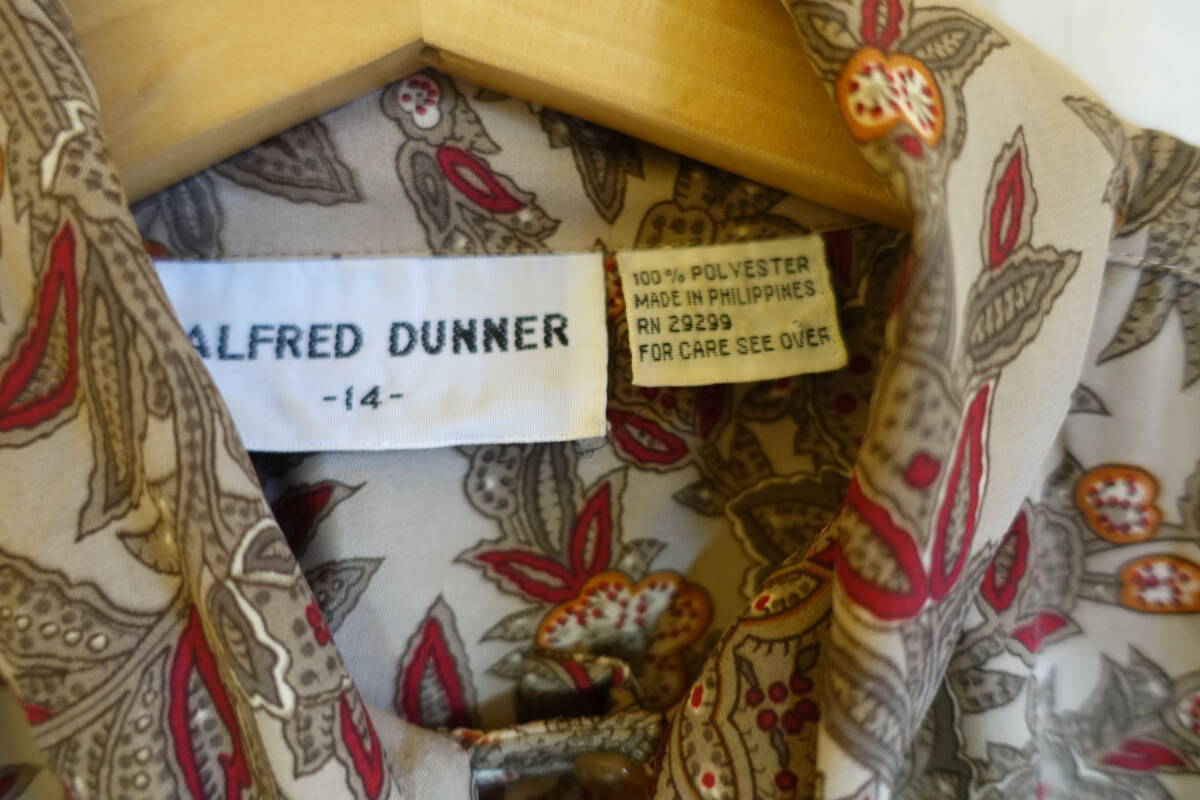 ALFRED DUNNER
-14-
100% POLYESTER
MADE IN PHILIPPINES
RN 29299
FOR CARE SEE OVER